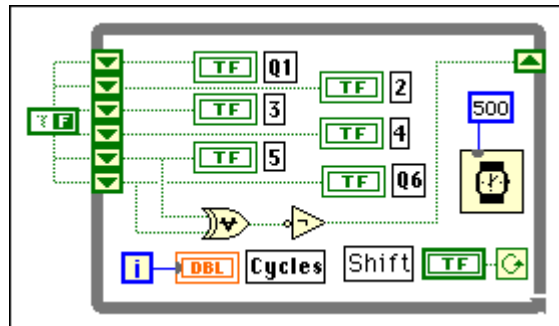 TF Q1
TF 2
F
TF 3
500
TF 4
TF 5
TF Q6
i DBL Cycles Shift TF